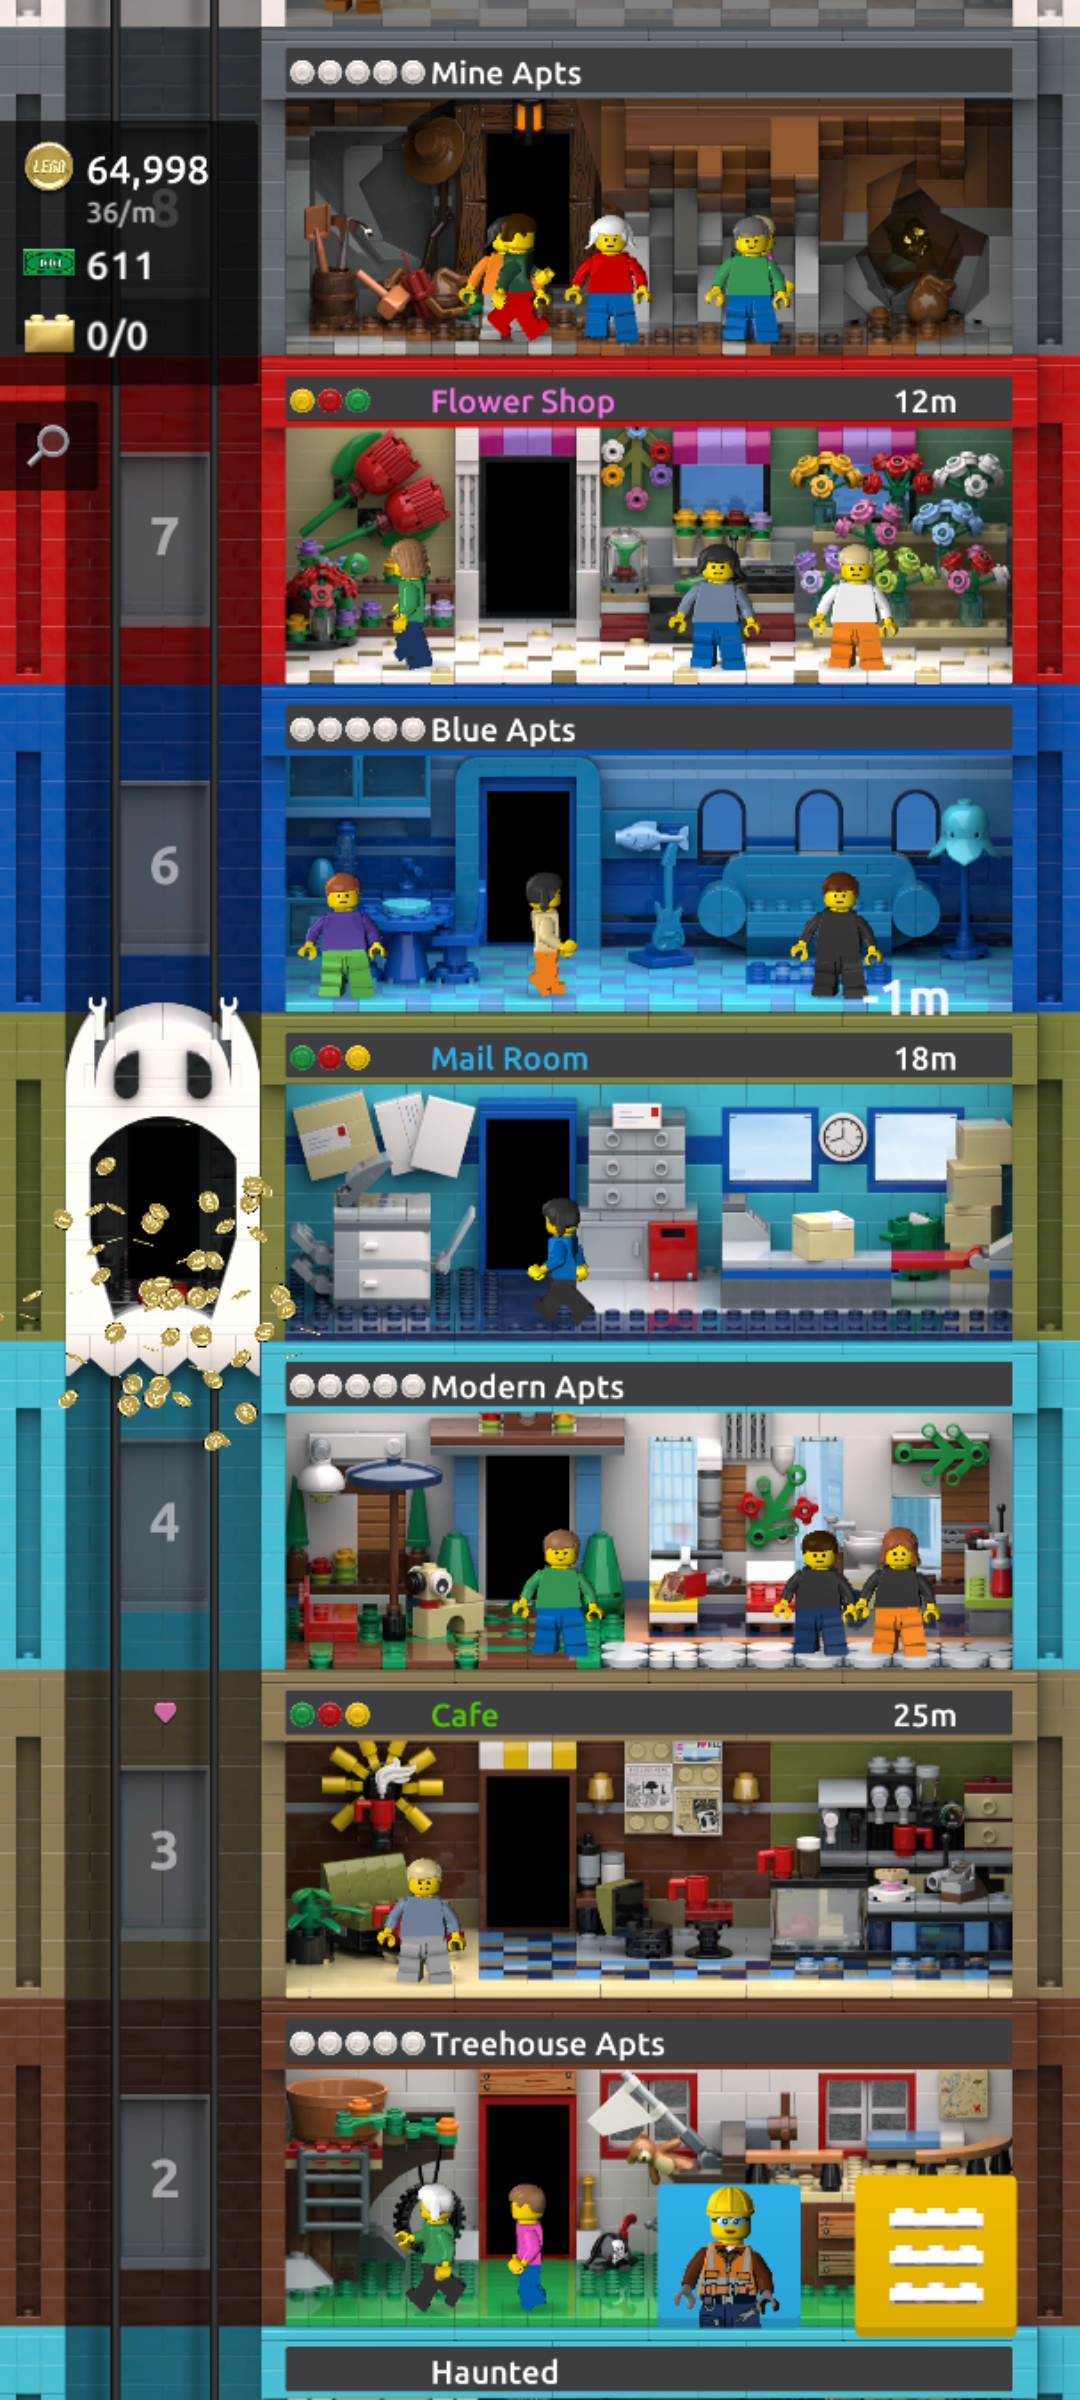 Mine Apts
LEGO
64,998
36/m
8
611
0/0
Flower Shop
12m
7
Blue Apts
6
-1m
Mail Room
18m
Modern Apts
4
Cafe
25m
3
Treehouse Apts
2
Haunted